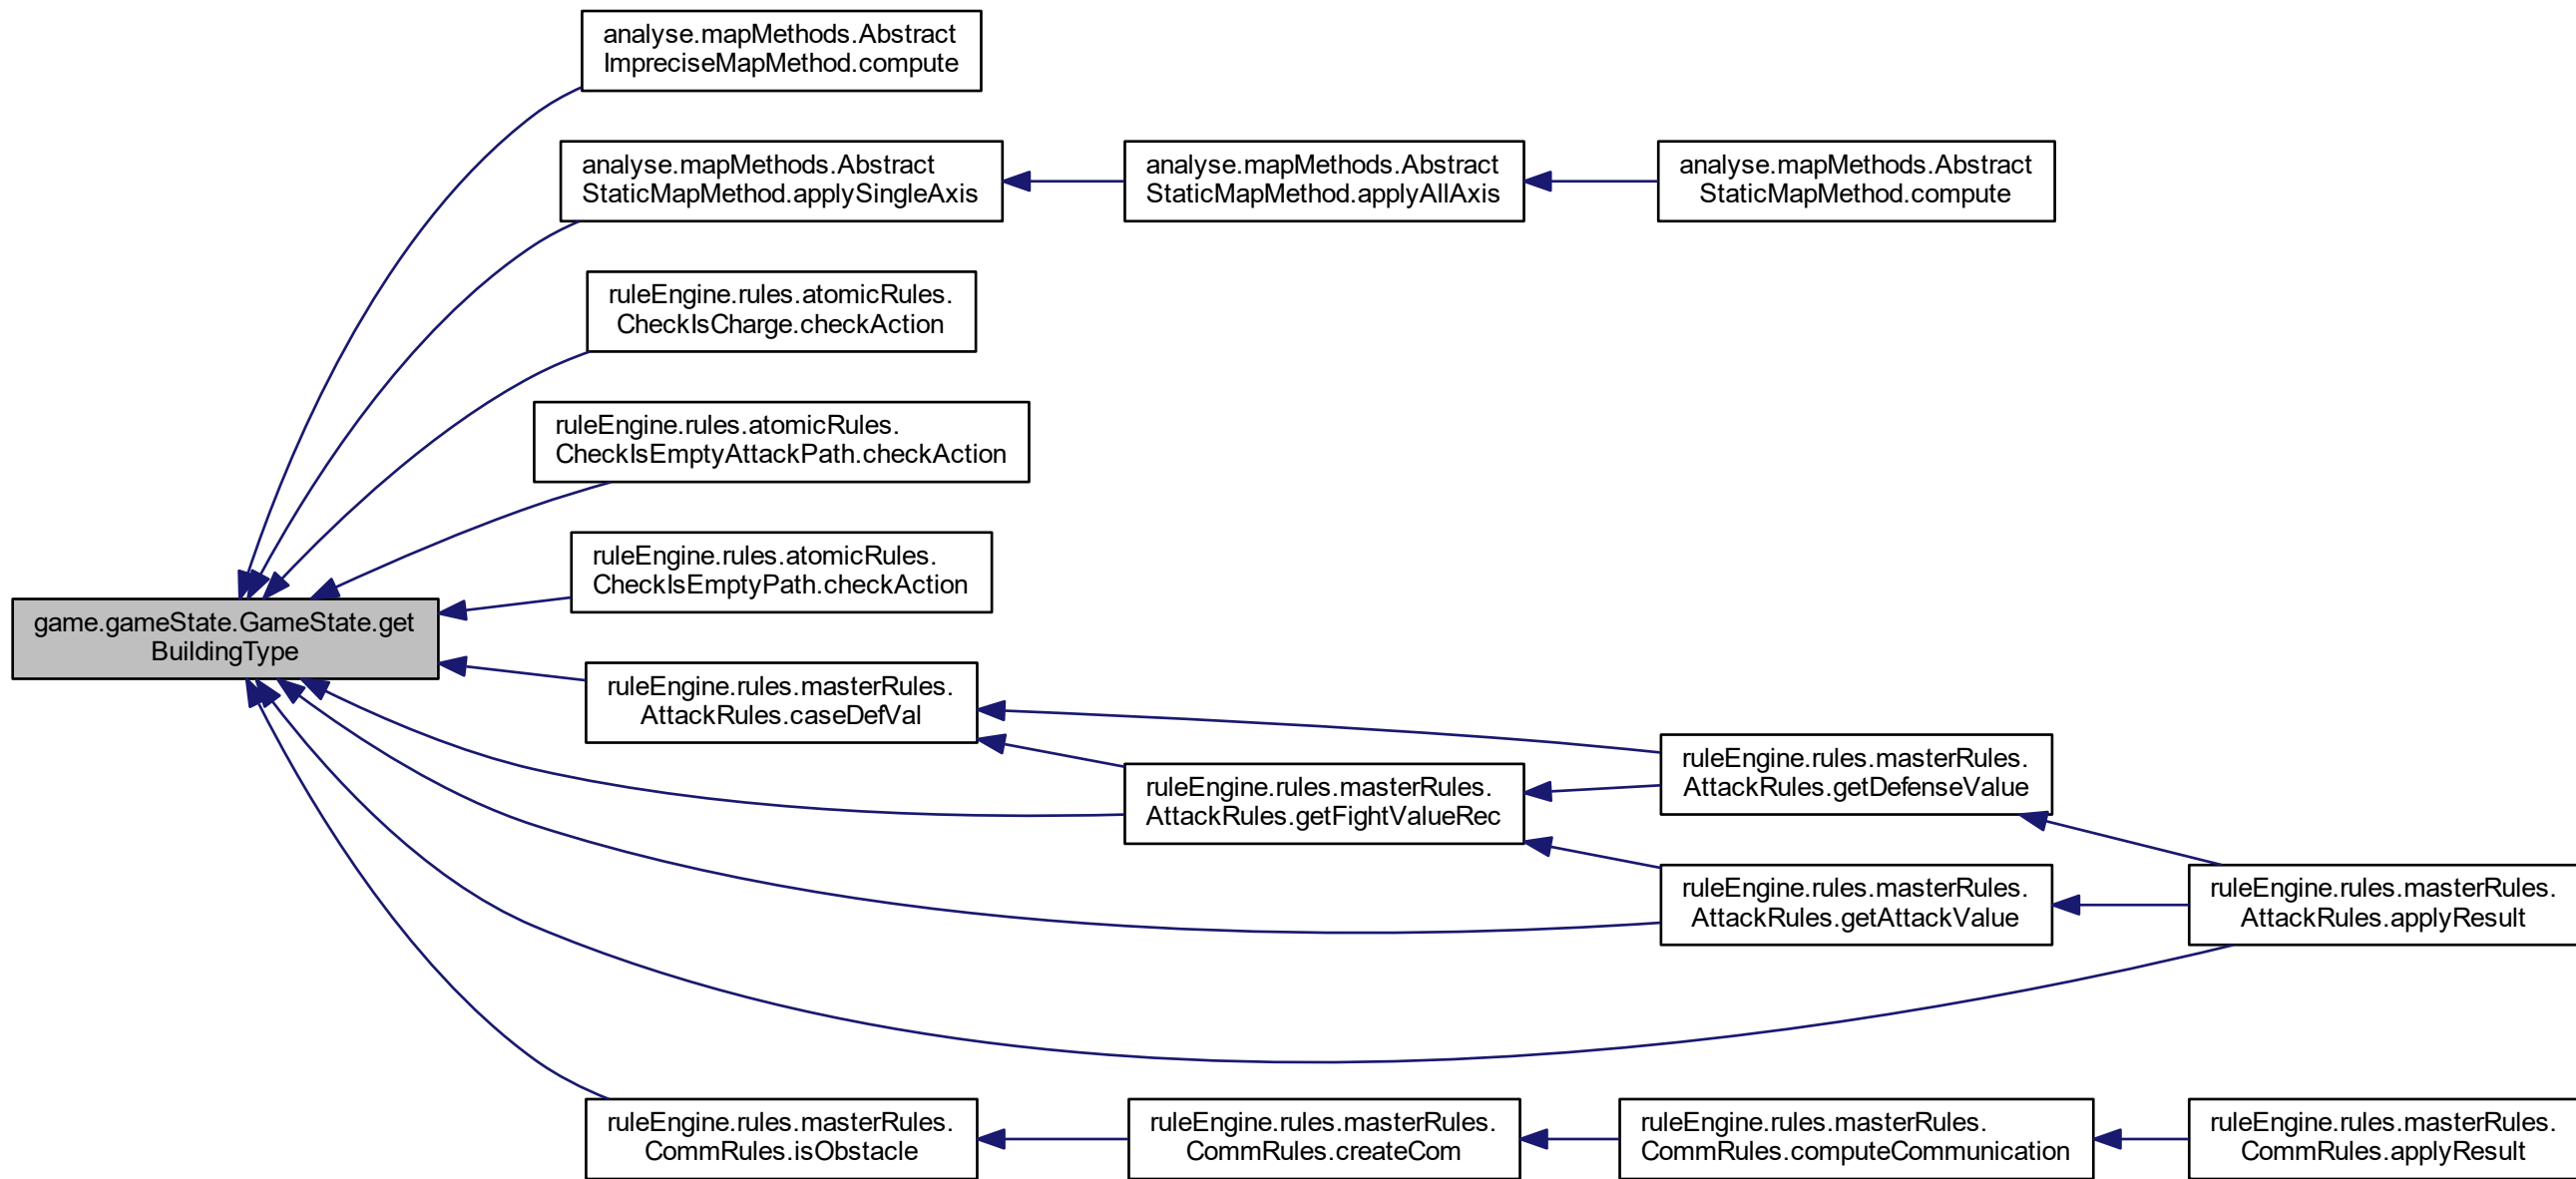 analyse.mapMethods.Abstract
ImpreciseMapMethod.compute
analyse.mapMethods.Abstract
StaticMapMethod.applySingleAxis
analyse.mapMethods.Abstract
StaticMapMethod.applyAllAxis
analyse.mapMethods.Abstract
StaticMapMethod.compute
ruleEngine.rules.atomicRules.
CheckIsCharge.checkAction
ruleEngine.rules.atomicRules.
CheckIsEmptyAttackPath.checkAction
ruleEngine.rules.atomicRules.
CheckIsEmptyPath.checkAction
game.gameState.GameState.get
BuildingType
ruleEngine.rules.masterRules.
AttackRules.caseDefVal
ruleEngine.rules.masterRules.
AttackRules.getFightValueRec
ruleEngine.rules.masterRules.
AttackRules.getDefenseValue
ruleEngine.rules.masterRules.
AttackRules.getAttackValue
ruleEngine.rules.masterRules.
AttackRules.applyResult
ruleEngine.rules.masterRules.
CommRules.isObstacle
ruleEngine.rules.masterRules.
CommRules.createCom
ruleEngine.rules.masterRules.
CommRules.computeCommunication
ruleEngine.rules.masterRules.
CommRules.applyResult